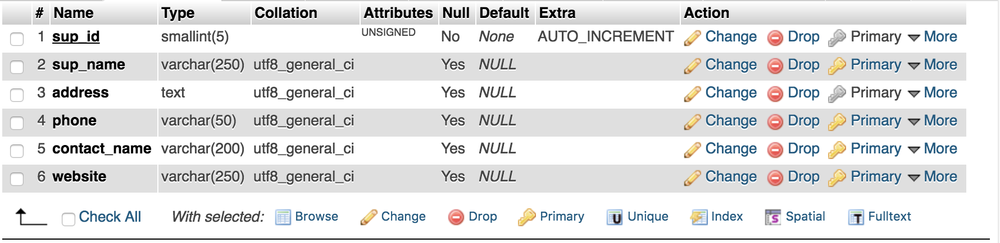 # Name Type Collation Attributes Null Default Extra Action
1 sup_id smallint(5) UNSIGNED No None AUTO_INCREMENT Change Drop Primary More
2 sup_name varchar(250) utf8_general_ci Yes NULL Change Drop Primary More
3 address text utf8_general_ci Yes NULL Change Drop Primary More
4 phone varchar(50) utf8_general_ci Yes NULL Change Drop Primary More
5 contact_name varchar(200) utf8_general_ci Yes NULL Change Drop Primary More
6 website varchar(250) utf8_general_ci Yes NULL Change Drop Primary More
Check All With selected: Browse Change Drop Primary U Unique Index S Spatial T Fulltext